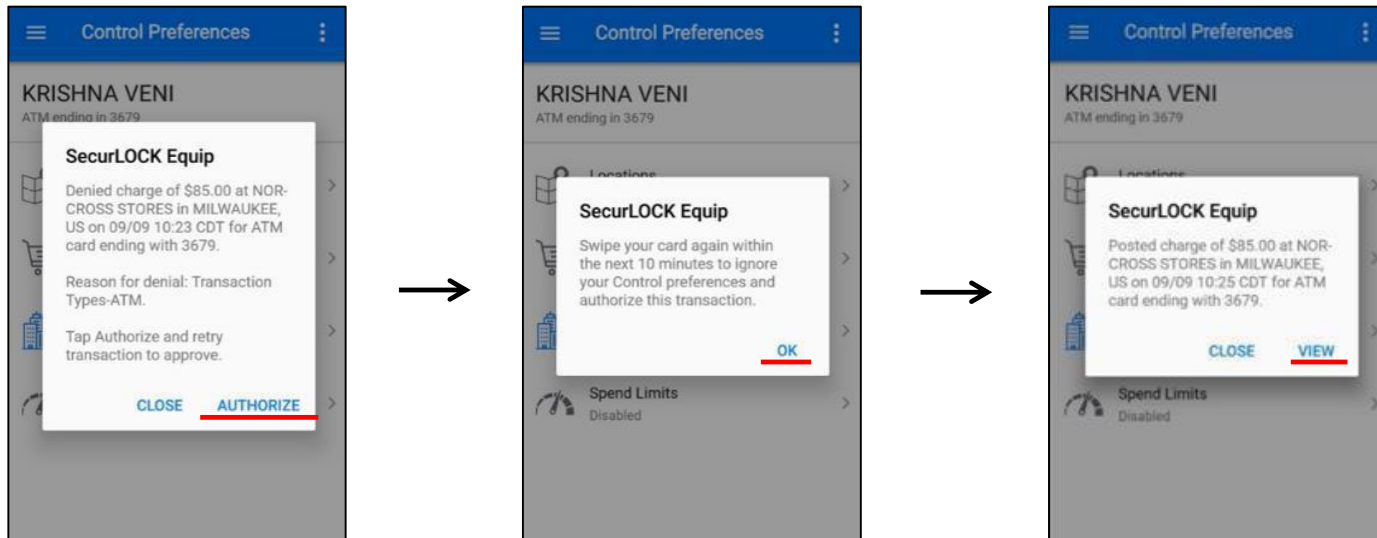 Control Preferences
KRISHNA VENI
ATM ending in 3679
SecurLOCK Equip
Denied charge of $85.00 at NOR-
CROSS STORES in MILWAUKEE,
US on 09/09 10:23 CDT for ATM
card ending with 3679.
Reason for denial: Transaction
Types-ATM.
Tap Authorize and retry
transaction to approve.
CLOSE AUTHORIZE
Control Preferences
KRISHNA VENI
ATM ending in 3679
Locations
SecurLOCK Equip
Swipe your card again within
the next 10 minutes to ignore
your Control preferences and
authorize this transaction.
OK
Spend Limits
Disabled
Control Preferences
KRISHNA VENI
ATM ending in 3679
Locations
SecurLOCK Equip
Posted charge of $85.00 at NOR-
CROSS STORES in MILWAUKEE,
US on 09/09 10:25 CDT for ATM
card ending with 3679.
CLOSE VIEW
Spend Limits
Disabled